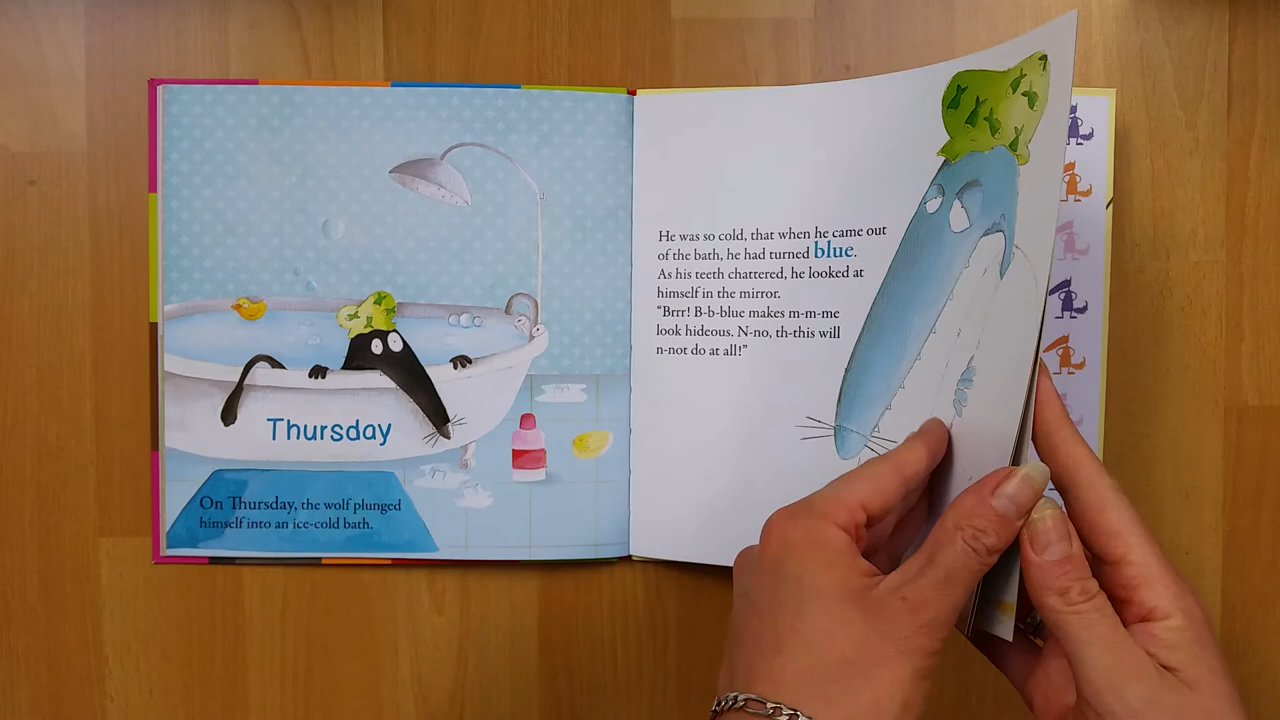 Thursday
On Thursday, the wolf plunged
himself into an ice-cold bath.
He was so cold, that when he came out
of the bath, he had turned blue.
As his teeth chattered, he looked at
himself in the mirror.
“Brrr! B-b-blue makes m-m-me
look hideous. N-no, th-this will
n-not do at all!”